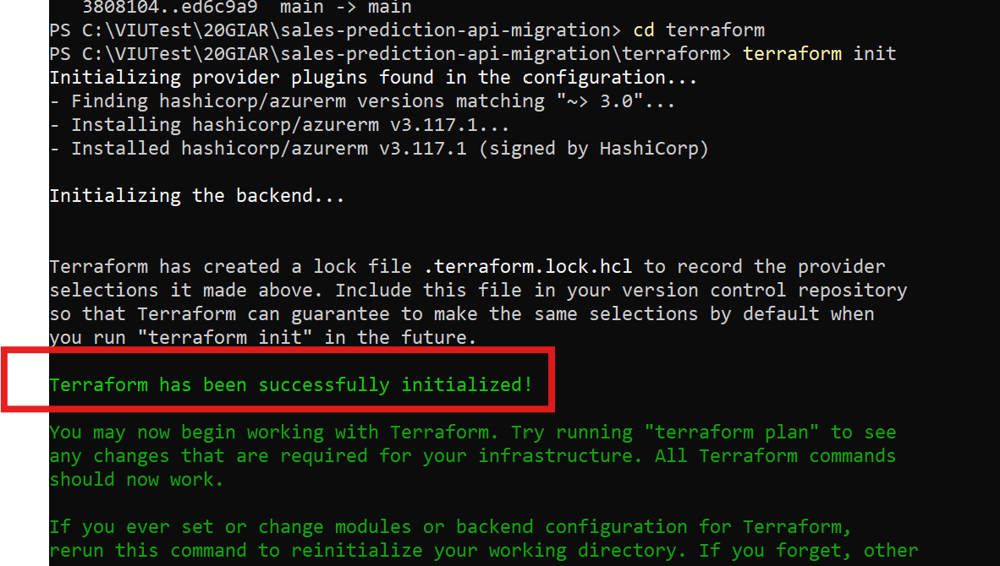 3808104..ed6c9a9  main -> main
PS C:\VIUTest\20GIAR\sales-prediction-api-migration> cd terraform
PS C:\VIUTest\20GIAR\sales-prediction-api-migration\terraform> terraform init
Initializing provider plugins found in the configuration...
- Finding hashicorp/azurerm versions matching "~> 3.0"...
- Installing hashicorp/azurerm v3.117.1...
- Installed hashicorp/azurerm v3.117.1 (signed by HashiCorp)
Initializing the backend...
Terraform has created a lock file .terraform.lock.hcl to record the provider
selections it made above. Include this file in your version control repository
so that Terraform can guarantee to make the same selections by default when
you run "terraform init" in the future.
Terraform has been successfully initialized!
You may now begin working with Terraform. Try running "terraform plan" to see
any changes that are required for your infrastructure. All Terraform commands
should now work.
If you ever set or change modules or backend configuration for Terraform,
rerun this command to reinitialize your working directory. If you forget, other